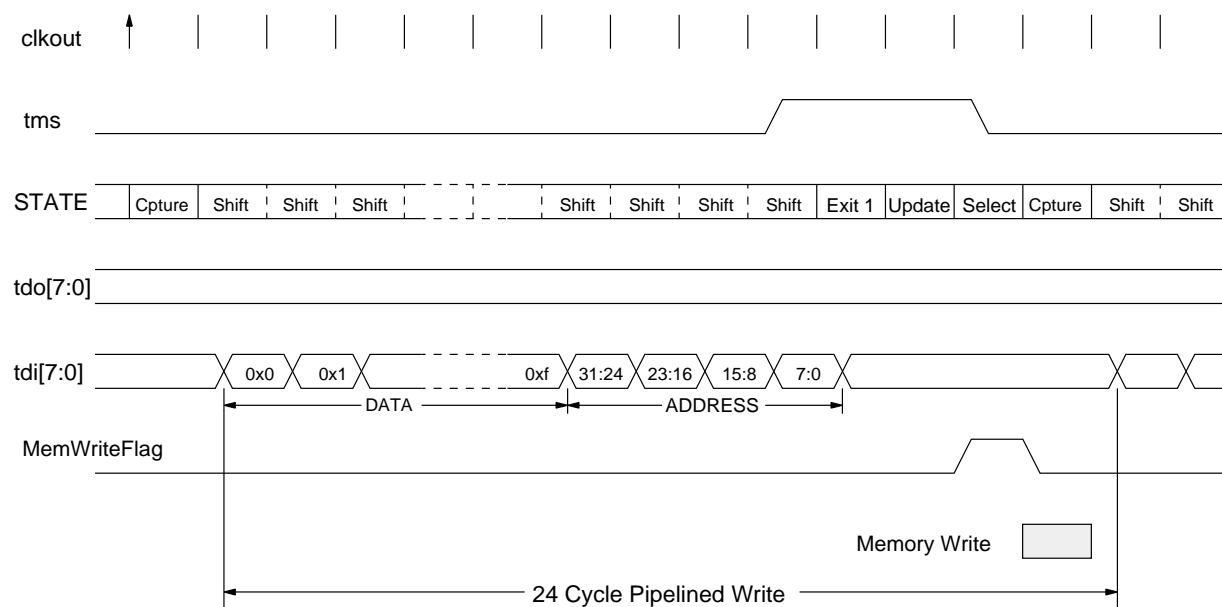 clkout
tms
STATE Cpture Shift Shift Shift Shift Shift Shift Shift Exit 1 Update Select Cpture Shift Shift
tdo[7:0]
tdi[7:0] 0x0 0x1 0xf 31:24 23:16 15:8 7:0
DATA ADDRESS
MemWriteFlag
Memory Write
24 Cycle Pipelined Write